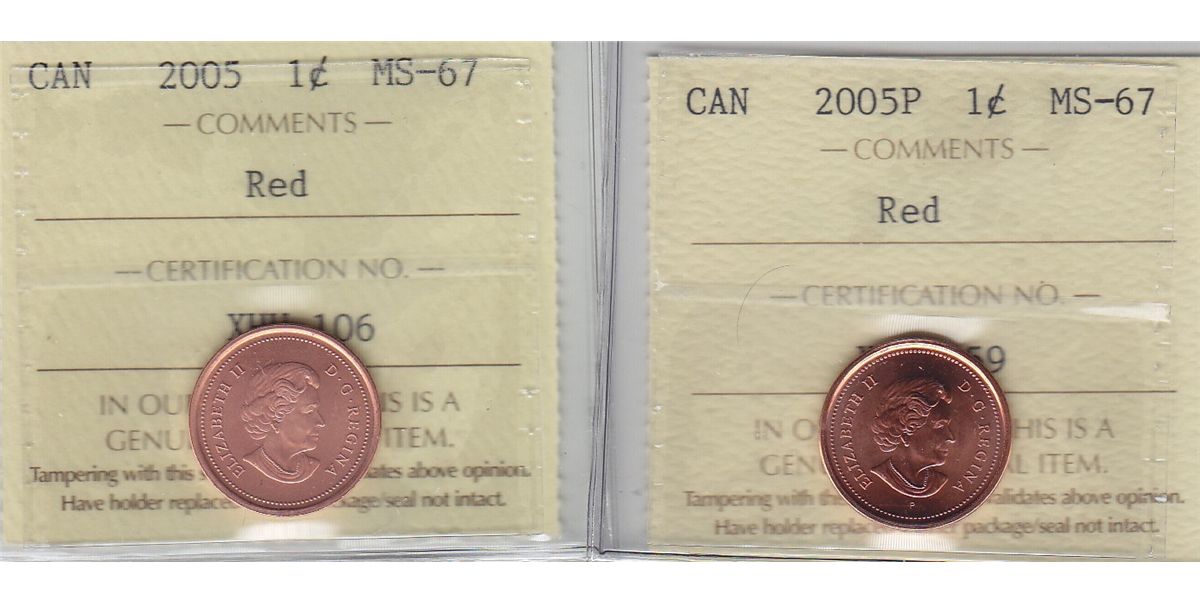 CAN 2005 1¢ MS-67
— COMMENTS —
Red
— CERTIFICATION NO. —
106
IN OU IS IS A
GENU ITEM.
Tampering with this ates above opinion.
Have holder replace age/seal not intact.
ELIZABETH II D·G·REGINA
CAN 2005P 1¢ MS-67
— COMMENTS —
Red
— CERTIFICATION NO. —
59
IN O HIS IS A
GEN L ITEM.
Tampering with th alidates above opinion.
Have holder replac package/seal not intact.
ELIZABETH II D·G·REGINA
P